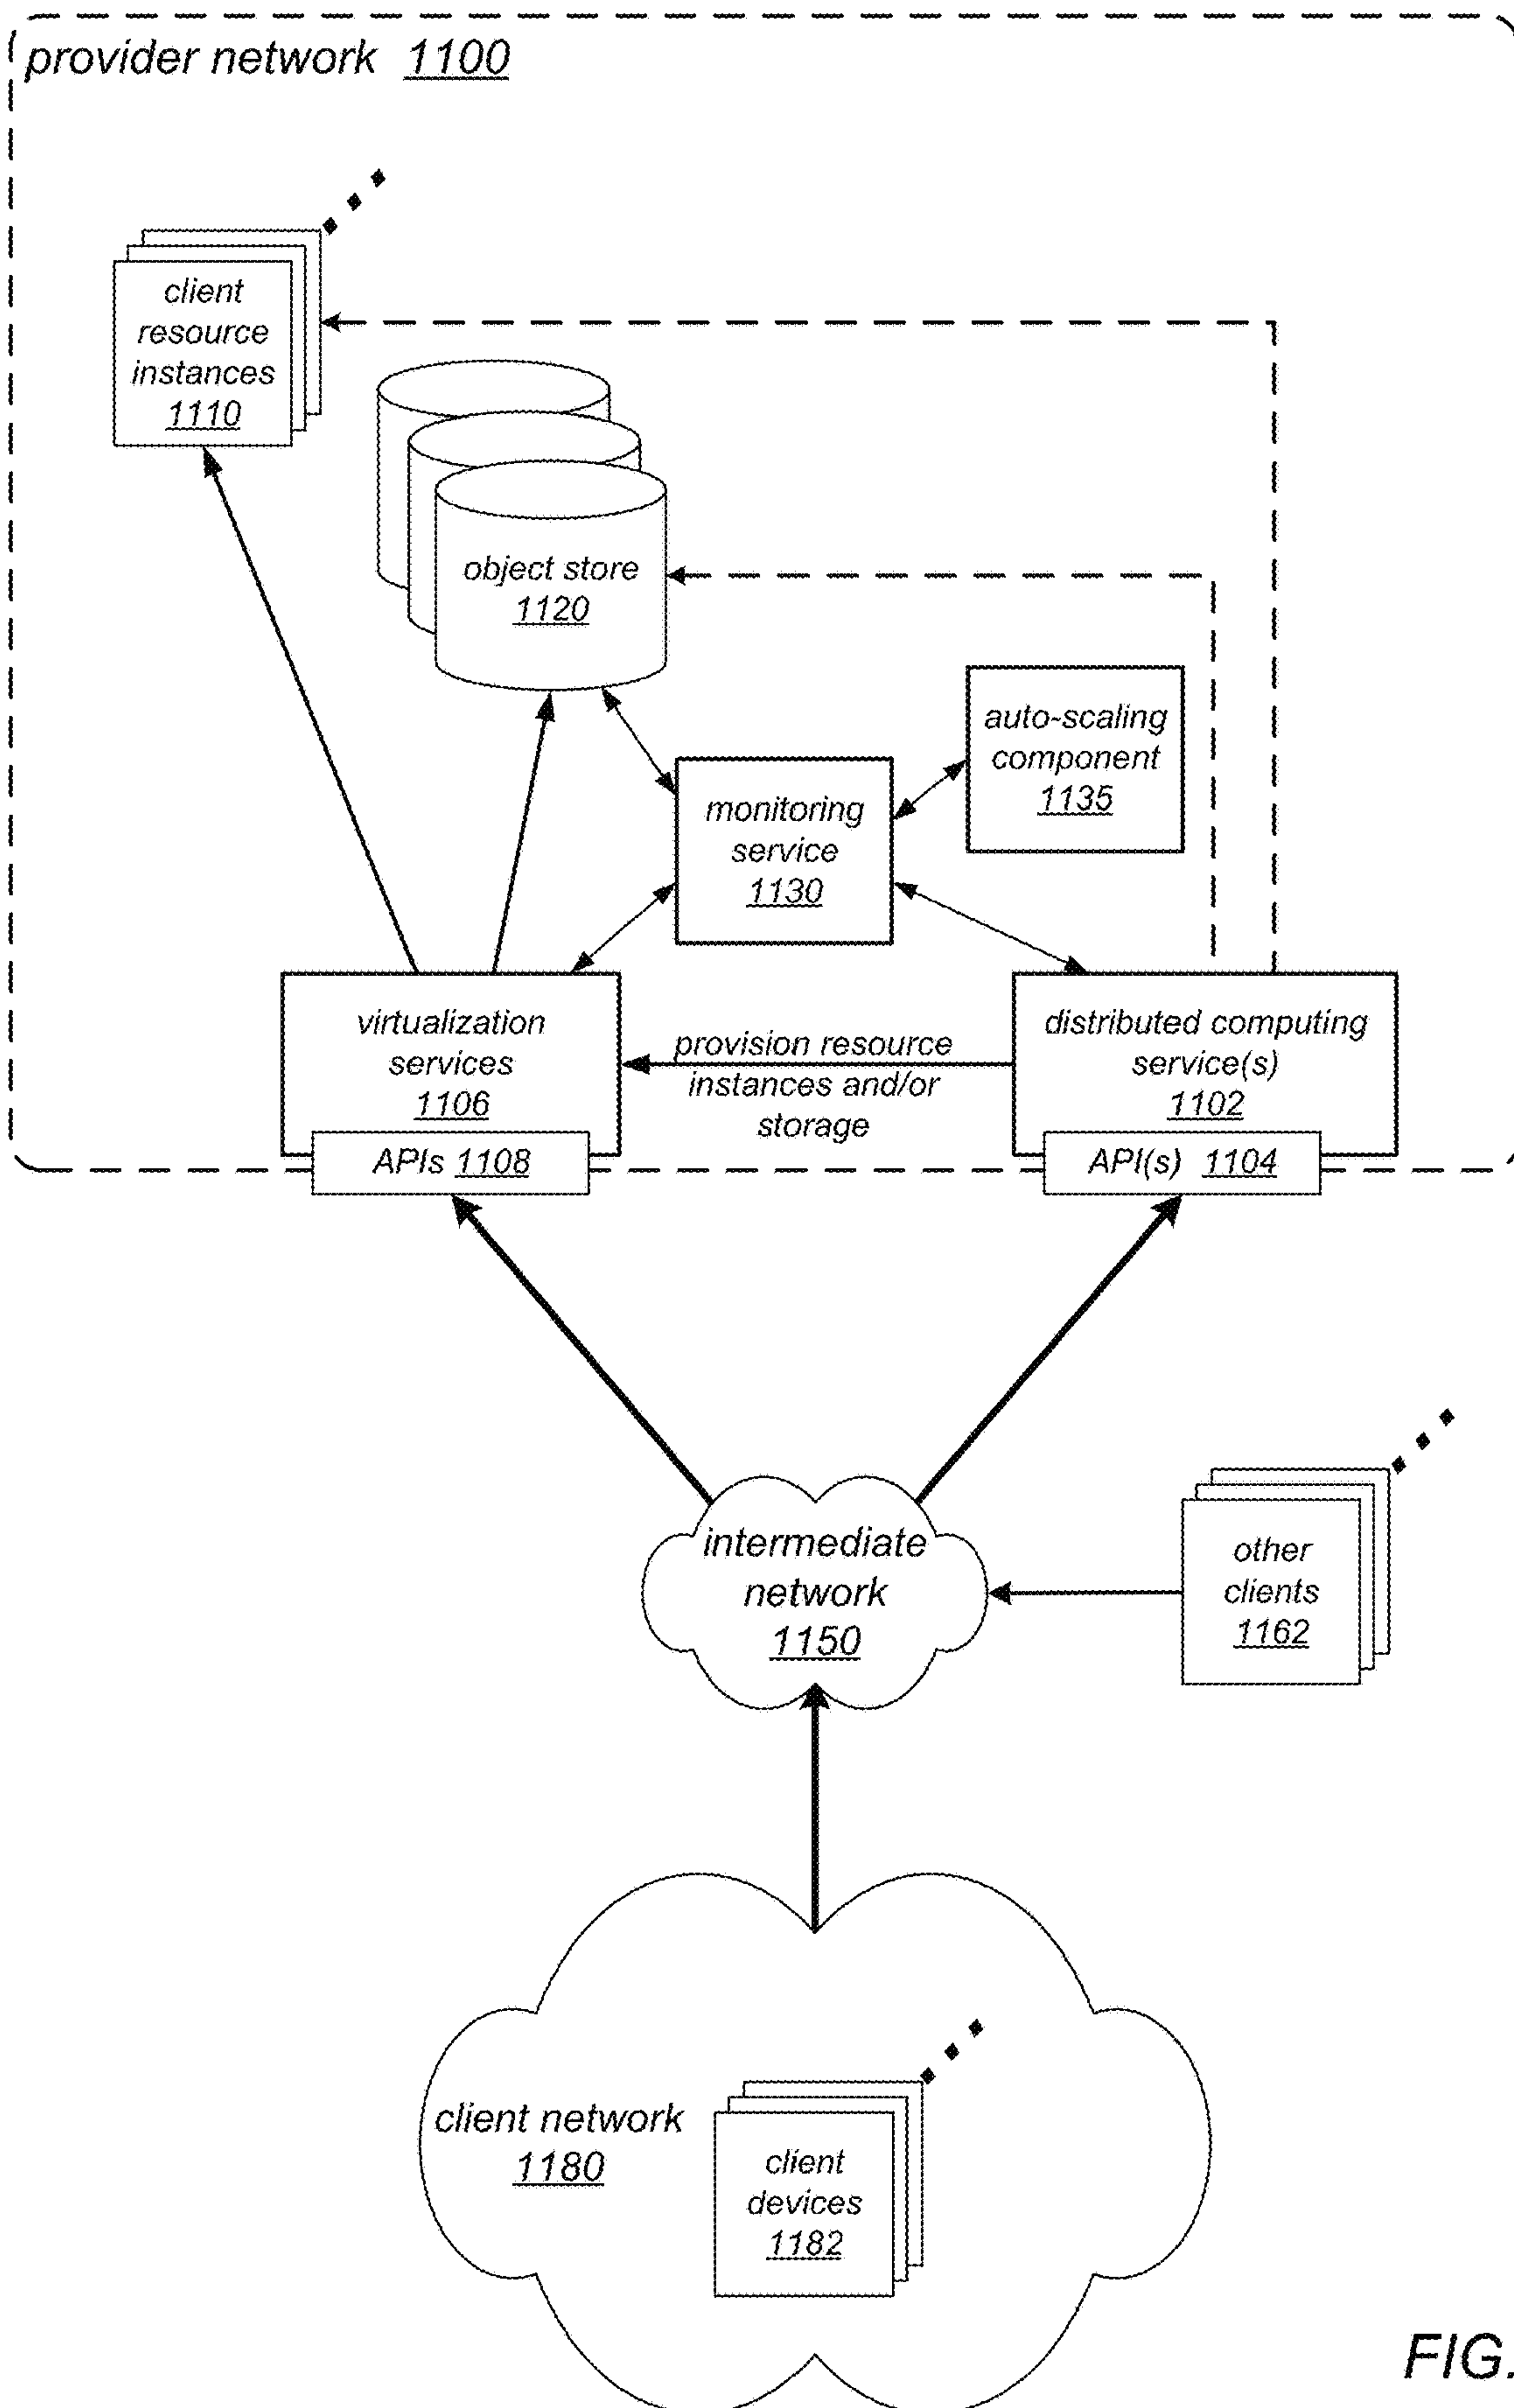 provider network 1100
client
resource
instances
1110
object store
1120
auto-scaling
component
1135
monitoring
service
1130
virtualization
services
1106
APIs 1108
provision resource
instances and/or
storage
distributed computing
service(s)
1102
API(s) 1104
intermediate
network
1150
other
clients
1162
client network
1180
client
devices
1182
FIG.